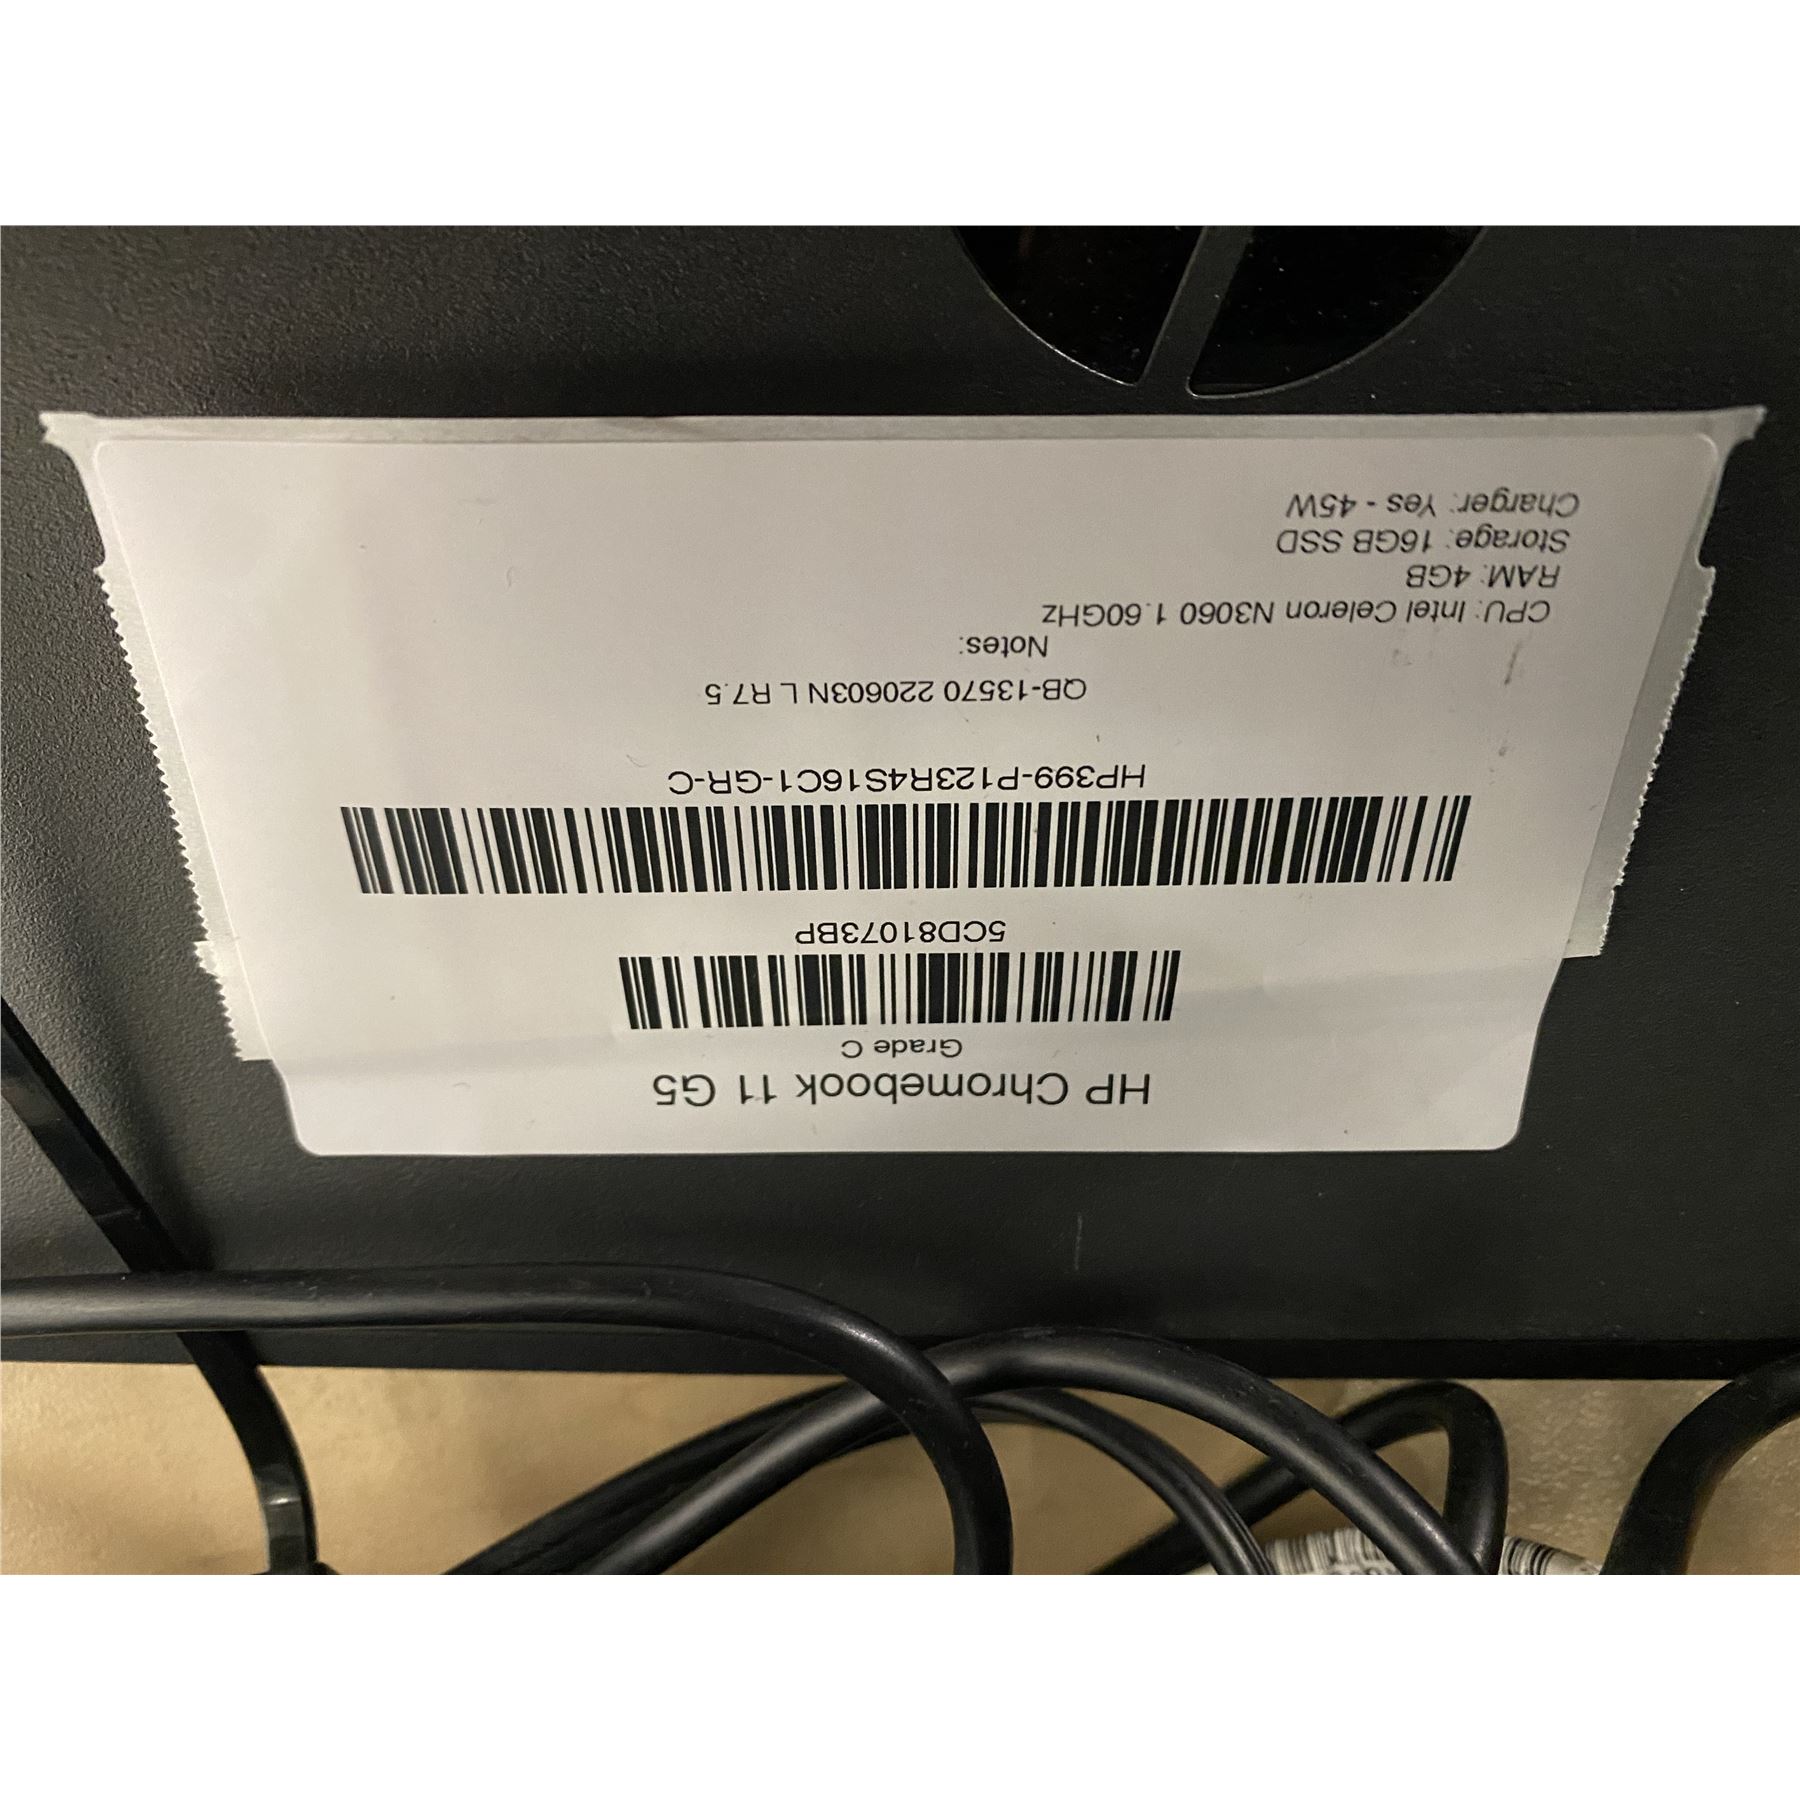 HP Chromebook 11 G5
Grade C
5CD81073BP
HP399-P123R4S16C1-GR-C
QB-13570 220603N L R7.5
Notes:
CPU: Intel Celeron N3060 1.60GHz
RAM: 4GB
Storage: 16GB SSD
Charger: Yes - 45W